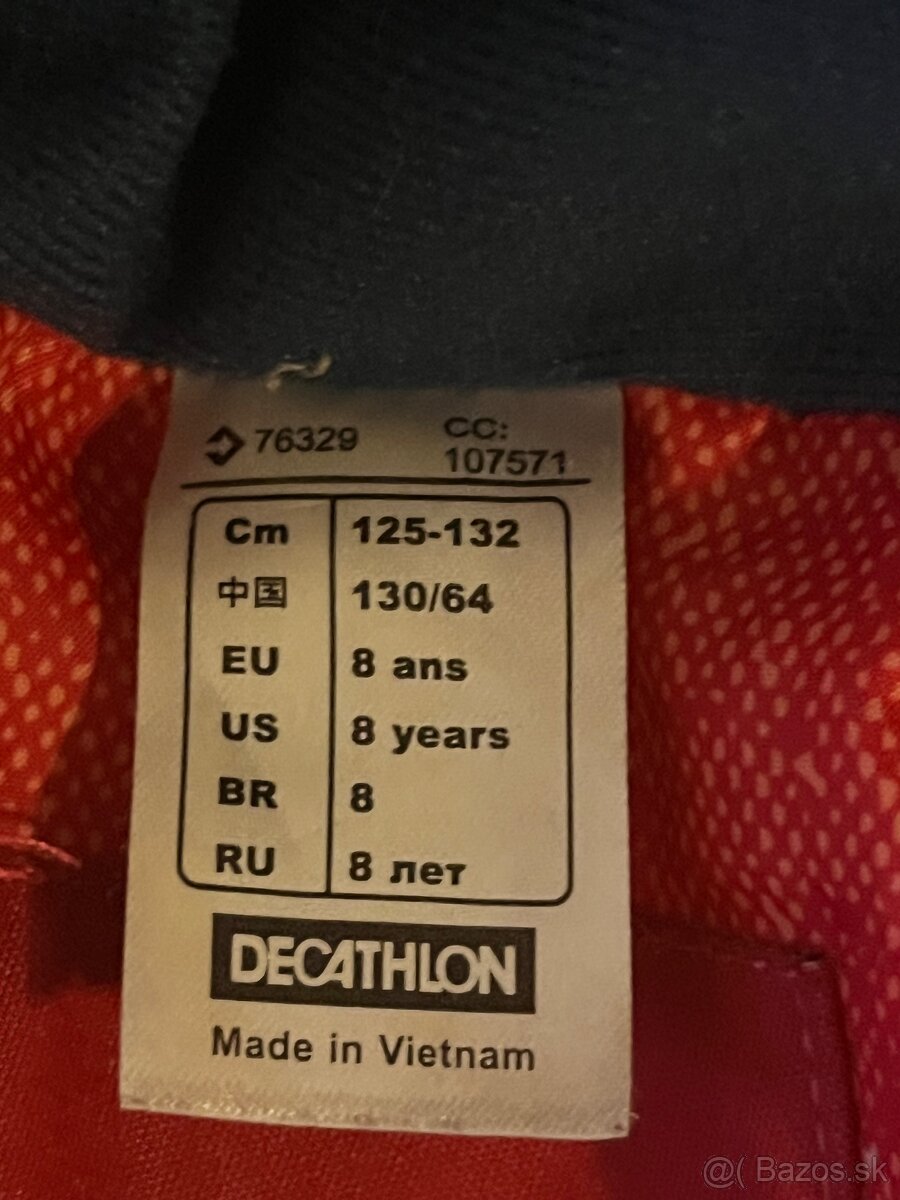 76329 CC:
107571
Cm 125-132
中国 130/64
EU 8 ans
US 8 years
BR 8
RU 8 лет
DECATHLON
Made in Vietnam
@( Bazos.sk